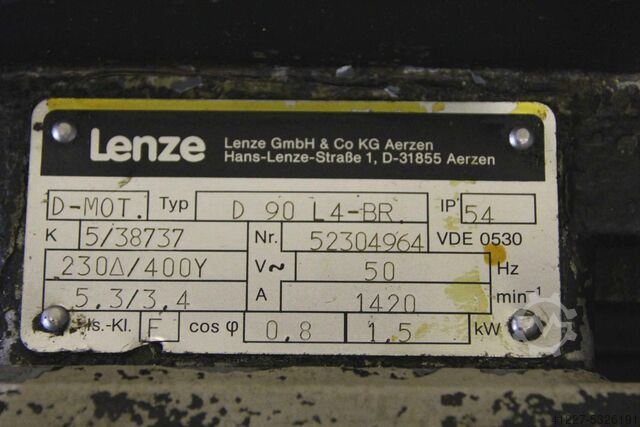 Lenze
Lenze GmbH & Co KG Aerzen
Hans-Lenze-Straße 1, D-31855 Aerzen
D-MOT. Typ D 90 L4-BR IP 54
K 5/38737 Nr. 52304964 VDE 0530
230Δ/400Y V~ 50 Hz
5.3/3.4 A 1420 min⁻¹
Is.-Kl. F cos φ 0.8 1.5 kW
41227-5326191